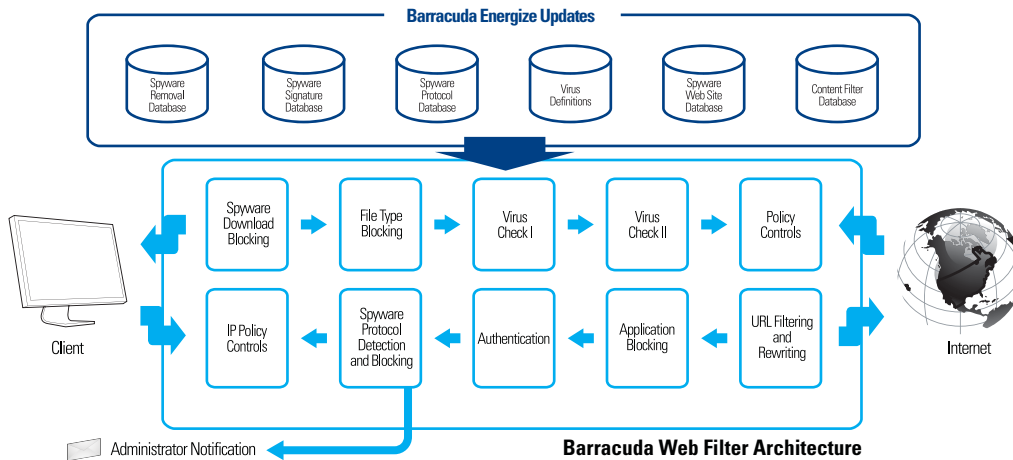 Barracuda Energize Updates
Spyware
Removal
Database
Spyware
Signature
Database
Spyware
Protocol
Database
Virus
Definitions
Spyware
Web Site
Database
Content Filter
Database
Spyware
Download
Blocking
File Type
Blocking
Virus
Check I
Virus
Check II
Policy
Controls
Client
IP Policy
Controls
Spyware
Protocol
Detection
and Blocking
Authentication
Application
Blocking
URL Filtering
and
Rewriting
Internet
Administrator Notification
Barracuda Web Filter Architecture